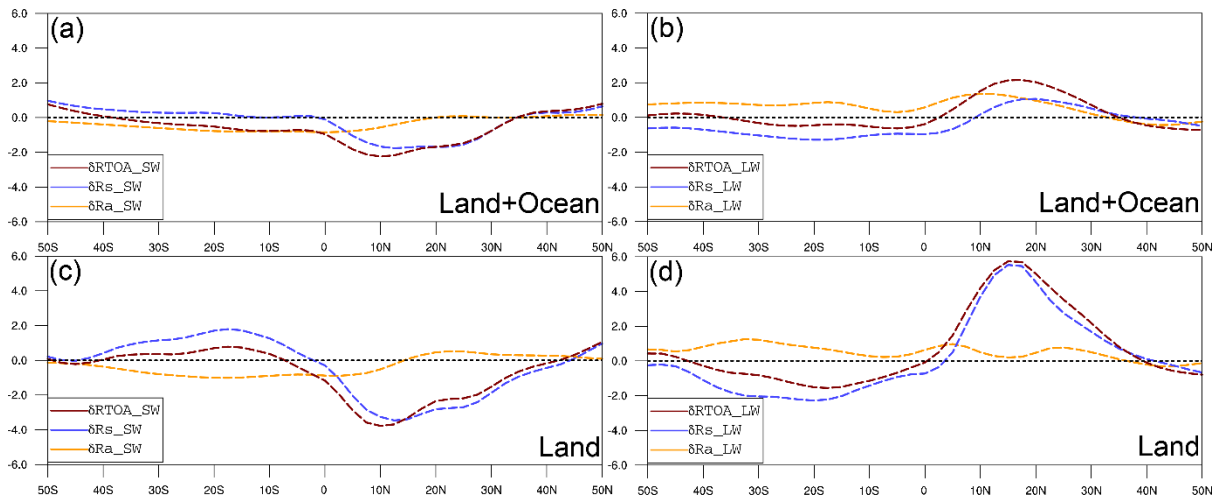 (a)
6.0
4.0
2.0
0.0
-2.0
-4.0
-6.0
δRTOA_SW
δRs_SW
δRa_SW
Land+Ocean
50S 40S 30S 20S 10S 0 10N 20N 30N 40N 50N
(b)
6.0
4.0
2.0
0.0
-2.0
-4.0
-6.0
δRTOA_LW
δRs_LW
δRa_LW
Land+Ocean
50S 40S 30S 20S 10S 0 10N 20N 30N 40N 50N
(c)
6.0
4.0
2.0
0.0
-2.0
-4.0
-6.0
δRTOA_SW
δRs_SW
δRa_SW
Land
50S 40S 30S 20S 10S 0 10N 20N 30N 40N 50N
(d)
6.0
4.0
2.0
0.0
-2.0
-4.0
-6.0
δRTOA_LW
δRs_LW
δRa_LW
Land
50S 40S 30S 20S 10S 0 10N 20N 30N 40N 50N